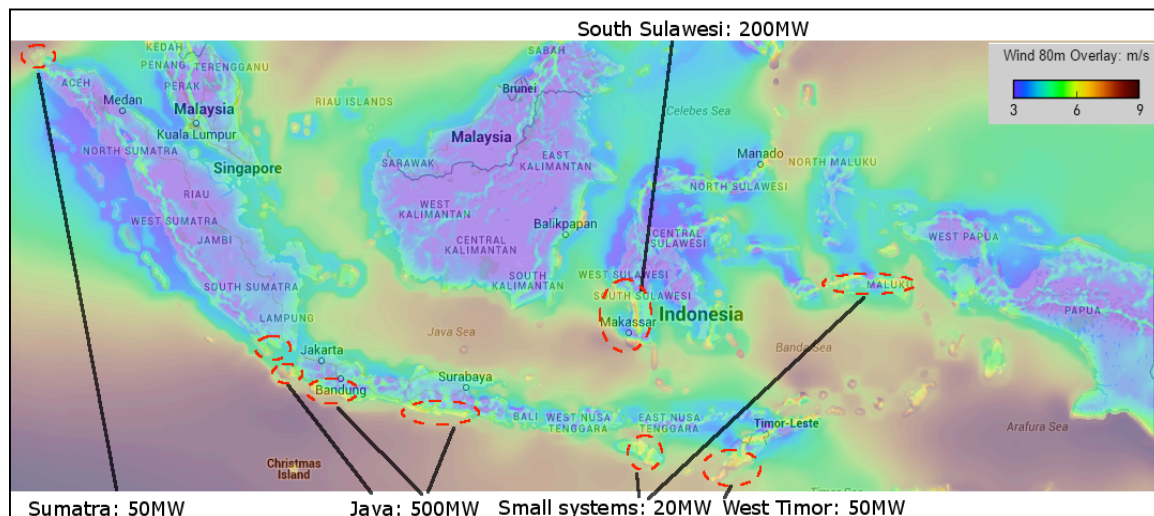 South Sulawesi: 200MW
Wind 80m Overlay: m/s
3 6 9
KEDAH
PENANG
TERENGGANU
PERAK
Malaysia
Kuala Lumpur
ACEH
Medan
NORTH SUMATRA
Singapore
RIAU
WEST SUMATRA
JAMBI
SOUTH SUMATRA
LAMPUNG
RIAU ISLANDS
SABAH
Brunei
Malaysia
SARAWAK
EAST
KALIMANTAN
WEST
KALIMANTAN
Balikpapan
CENTRAL
KALIMANTAN
SOUTH
KALIMANTAN
Celebes Sea
Manado
NORTH MALUKU
NORTH SULAWESI
CENTRAL
SULAWESI
WEST SULAWESI
SOUTH SULAWESI
Makassar
Indonesia
MALUKU
WEST PAPUA
PAPUA
Java Sea
Banda Sea
Jakarta
Bandung
Surabaya
BALI
WEST NUSA
TENGGARA
EAST NUSA
TENGGARA
Timor-Leste
Arafura Sea
Timor Sea
Christmas
Island
Sumatra: 50MW
Java: 500MW
Small systems: 20MW
West Timor: 50MW